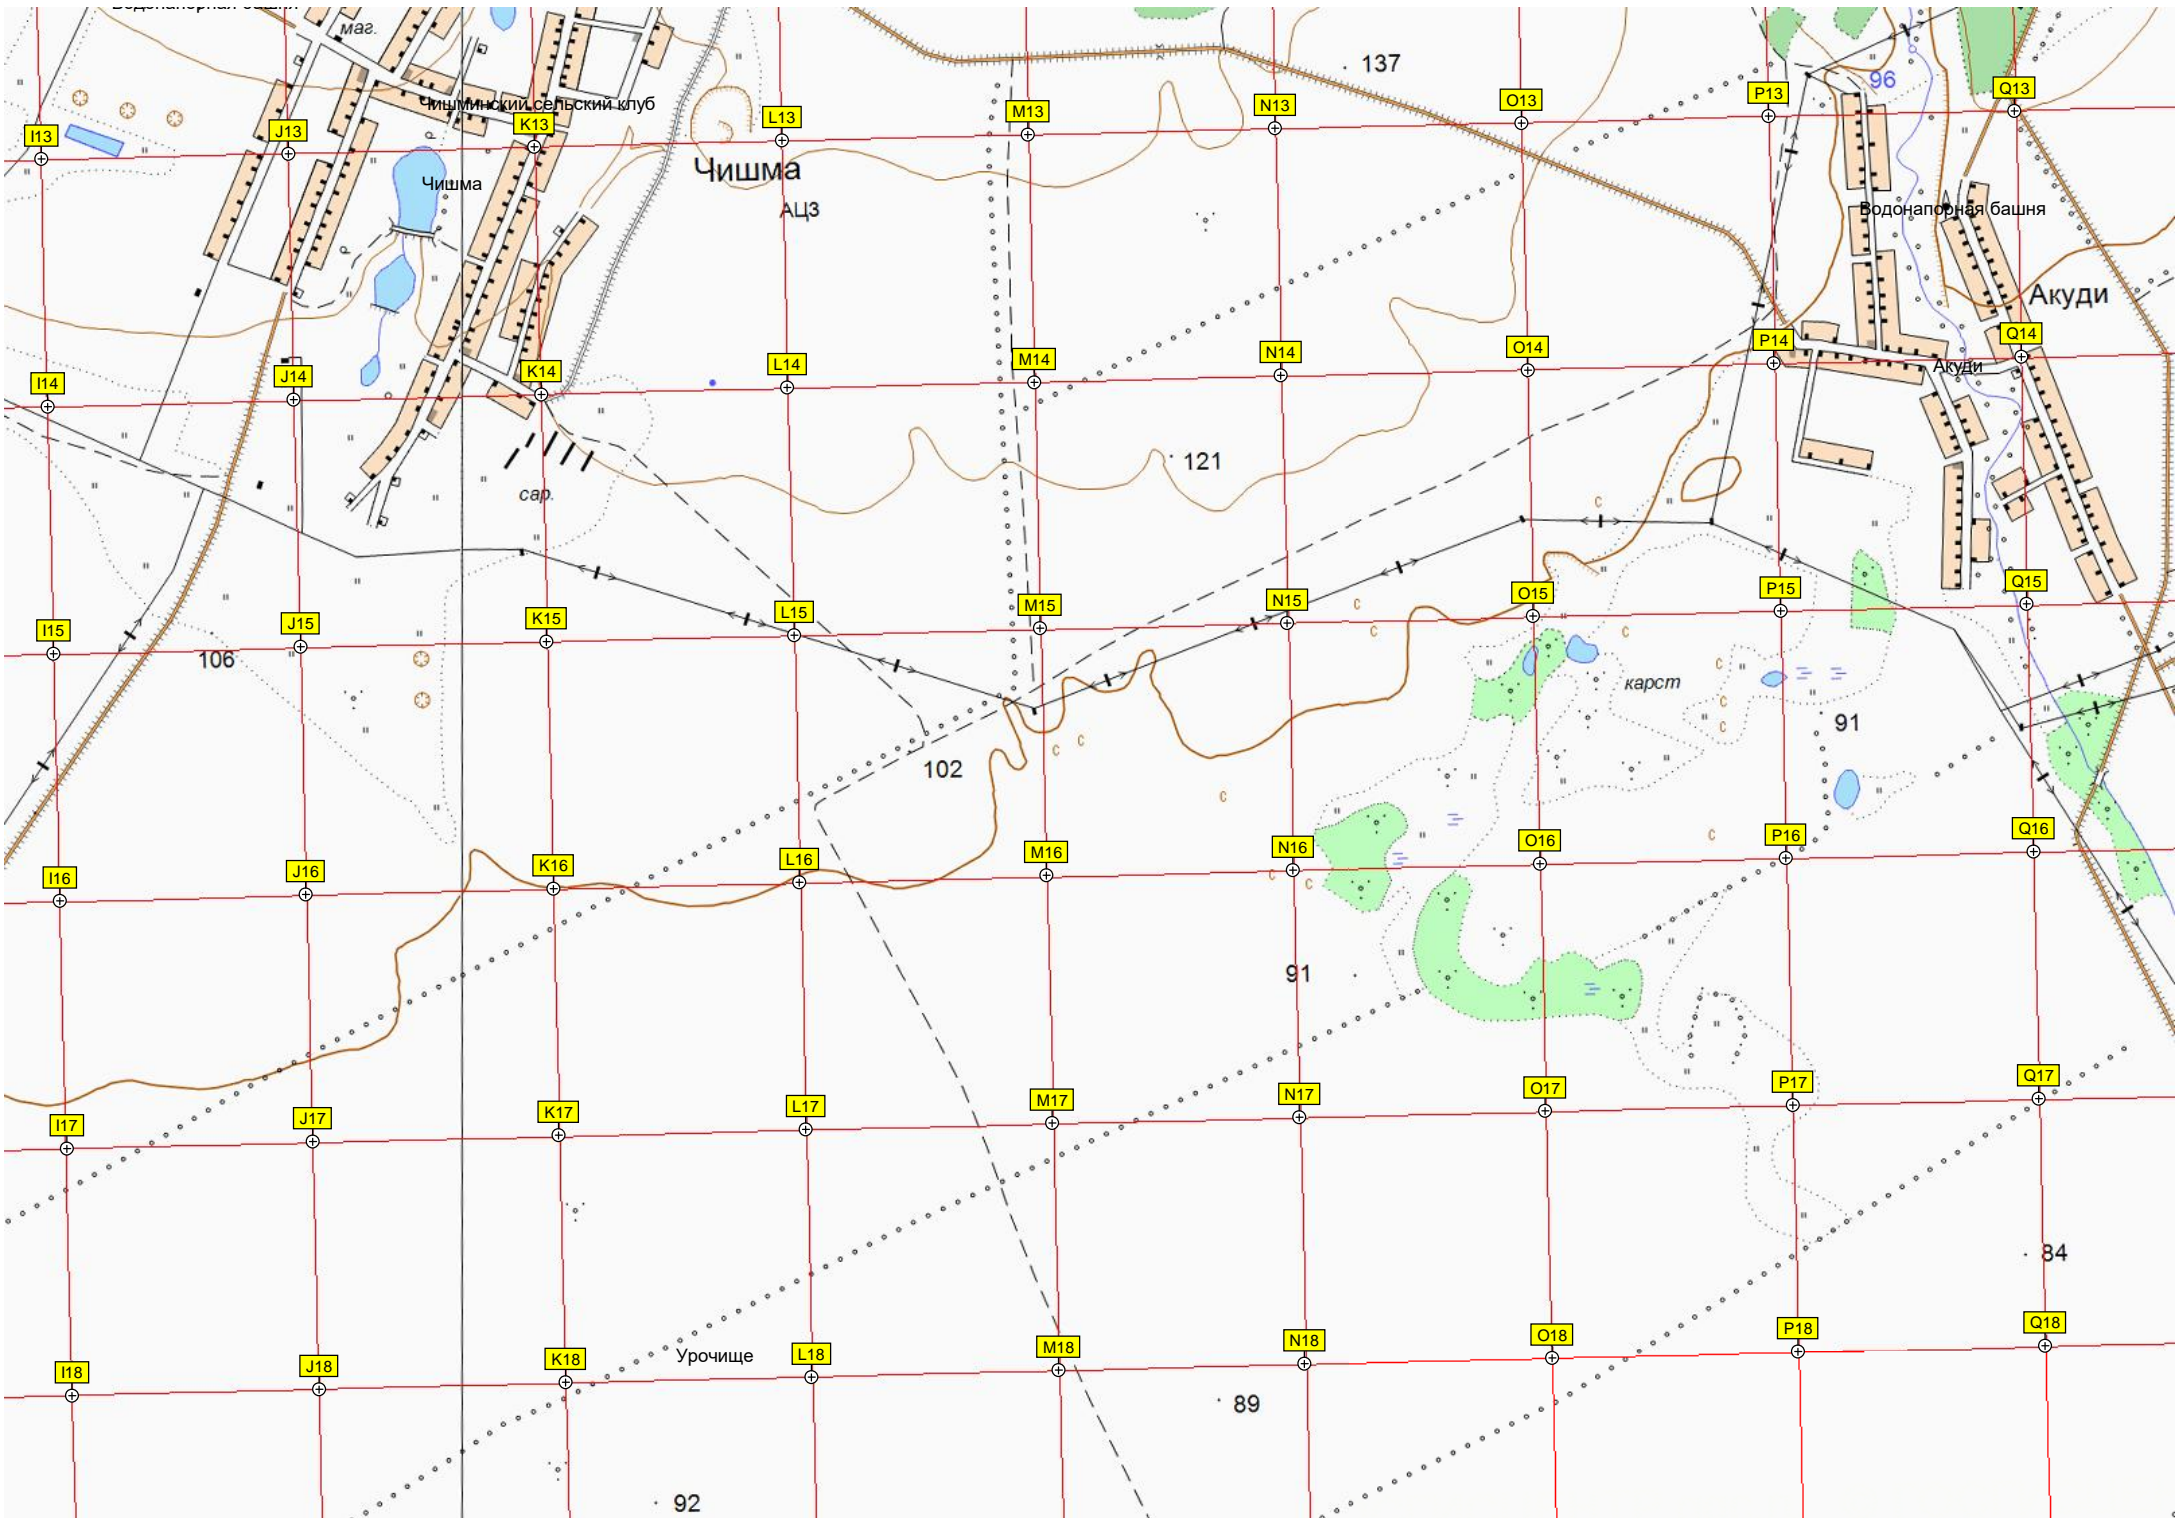 маг.
137
96
Чишминский сельский клуб
I13
J13
K13
L13
M13
N13
O13
P13
Q13
Чишма
Чишма
АЦЗ
Водонапорная башня
Акуди
I14
J14
K14
L14
M14
N14
O14
P14
Q14
Акуди
121
сар.
с
I15
J15
K15
L15
M15
N15
O15
P15
Q15
с
с
с
с
106
карст
с
с
91
с
с
102
с
с
I16
J16
K16
L16
M16
N16
O16
P16
Q16
с
с
91
I17
J17
K17
L17
M17
N17
O17
P17
Q17
84
I18
J18
K18
Урочище
L18
M18
N18
O18
P18
Q18
89
92